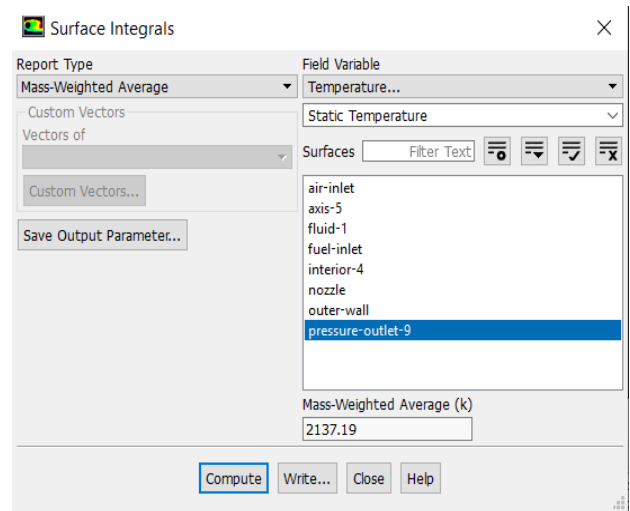 Surface Integrals
Report Type
Mass-Weighted Average
Custom Vectors
Vectors of
Custom Vectors...
Save Output Parameter...
Field Variable
Temperature...
Static Temperature
Surfaces Filter Text
air-inlet
axis-5
fluid-1
fuel-inlet
interior-4
nozzle
outer-wall
pressure-outlet-9
Mass-Weighted Average (k)
2137.19
Compute Write... Close Help